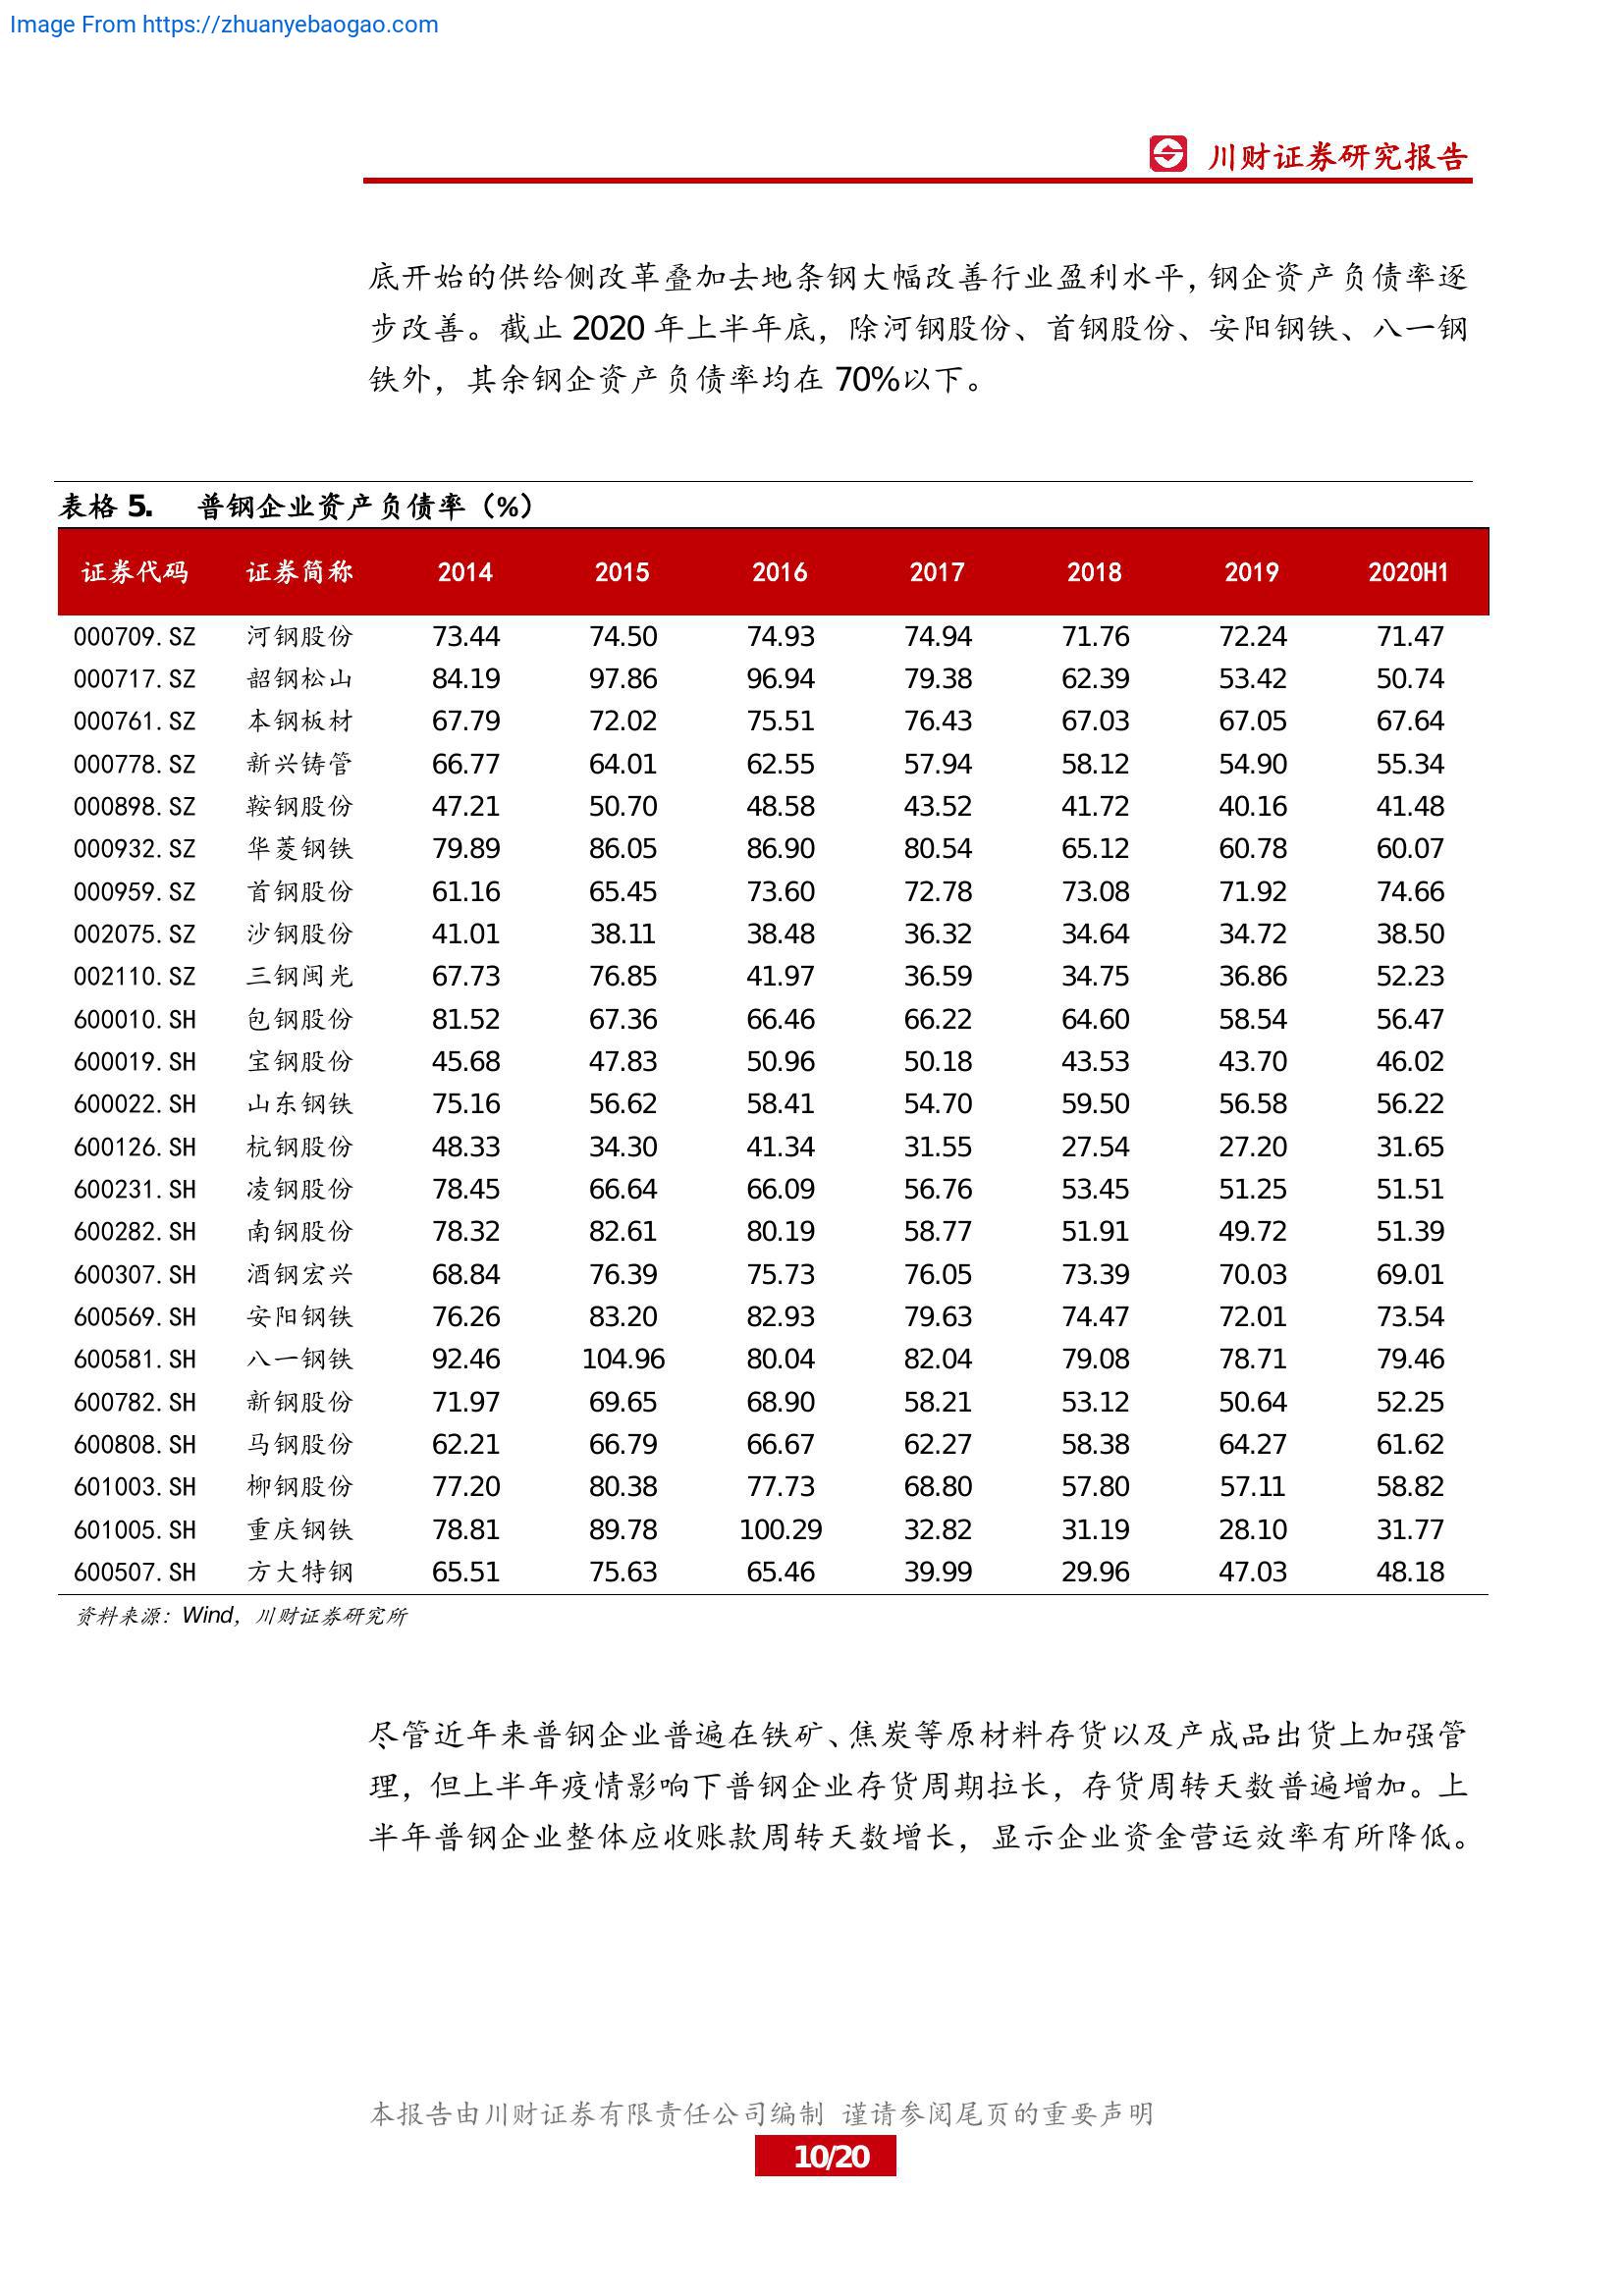 Image From https://zhuanyebaogao.com
川财证券研究报告
底开始的供给侧改革叠加去地条钢大幅改善行业盈利水平，钢企资产负债率逐
步改善。截止 2020 年上半年底，除河钢股份、首钢股份、安阳钢铁、八一钢
铁外，其余钢企资产负债率均在 70%以下。
表格 5. 普钢企业资产负债率（%）
证券代码 证券简称 2014 2015 2016 2017 2018 2019 2020H1
000709.SZ 河钢股份 73.44 74.50 74.93 74.94 71.76 72.24 71.47
000717.SZ 韶钢松山 84.19 97.86 96.94 79.38 62.39 53.42 50.74
000761.SZ 本钢板材 67.79 72.02 75.51 76.43 67.03 67.05 67.64
000778.SZ 新兴铸管 66.77 64.01 62.55 57.94 58.12 54.90 55.34
000898.SZ 鞍钢股份 47.21 50.70 48.58 43.52 41.72 40.16 41.48
000932.SZ 华菱钢铁 79.89 86.05 86.90 80.54 65.12 60.78 60.07
000959.SZ 首钢股份 61.16 65.45 73.60 72.78 73.08 71.92 74.66
002075.SZ 沙钢股份 41.01 38.11 38.48 36.32 34.64 34.72 38.50
002110.SZ 三钢闽光 67.73 76.85 41.97 36.59 34.75 36.86 52.23
600010.SH 包钢股份 81.52 67.36 66.46 66.22 64.60 58.54 56.47
600019.SH 宝钢股份 45.68 47.83 50.96 50.18 43.53 43.70 46.02
600022.SH 山东钢铁 75.16 56.62 58.41 54.70 59.50 56.58 56.22
600126.SH 杭钢股份 48.33 34.30 41.34 31.55 27.54 27.20 31.65
600231.SH 凌钢股份 78.45 66.64 66.09 56.76 53.45 51.25 51.51
600282.SH 南钢股份 78.32 82.61 80.19 58.77 51.91 49.72 51.39
600307.SH 酒钢宏兴 68.84 76.39 75.73 76.05 73.39 70.03 69.01
600569.SH 安阳钢铁 76.26 83.20 82.93 79.63 74.47 72.01 73.54
600581.SH 八一钢铁 92.46 104.96 80.04 82.04 79.08 78.71 79.46
600782.SH 新钢股份 71.97 69.65 68.90 58.21 53.12 50.64 52.25
600808.SH 马钢股份 62.21 66.79 66.67 62.27 58.38 64.27 61.62
601003.SH 柳钢股份 77.20 80.38 77.73 68.80 57.80 57.11 58.82
601005.SH 重庆钢铁 78.81 89.78 100.29 32.82 31.19 28.10 31.77
600507.SH 方大特钢 65.51 75.63 65.46 39.99 29.96 47.03 48.18
资料来源：Wind，川财证券研究所
尽管近年来普钢企业普遍在铁矿、焦炭等原材料存货以及产成品出货上加强管
理，但上半年疫情影响下普钢企业存货周期拉长，存货周转天数普遍增加。上
半年普钢企业整体应收账款周转天数增长，显示企业资金营运效率有所降低。
本报告由川财证券有限责任公司编制 谨请参阅尾页的重要声明
10/20